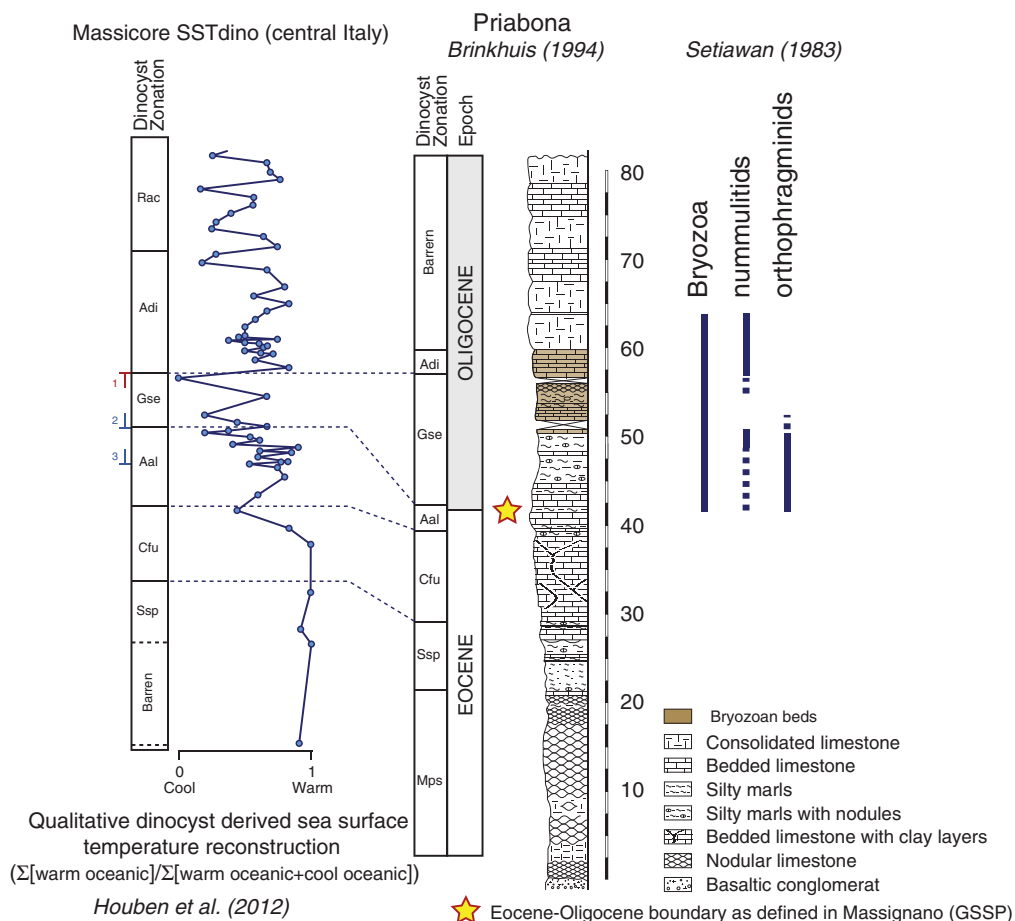 Massicore SSTdino (central Italy)
Priabona
Brinkhuis (1994)
Setiawan (1983)
Dinocyst
Zonation
Dinocyst
Zonation
Epoch
Bryozoa
nummulitids
orthophragminids
Rac
Adi
Gse
Aal
Cfu
Ssp
Barren
1
2
3
Barrern
Adi
Gse
Aal
Cfu
Ssp
Mps
OLIGOCENE
EOCENE
80
70
60
50
40
30
20
10
0
1
Cool
Warm
Qualitative dinocyst derived sea surface
temperature reconstruction
(Σ[warm oceanic]/Σ[warm oceanic+cool oceanic])
Houben et al. (2012)
Bryozoan beds
Consolidated limestone
Bedded limestone
Silty marls
Silty marls with nodules
Bedded limestone with clay layers
Nodular limestone
Basaltic conglomerat
Eocene-Oligocene boundary as defined in Massignano (GSSP)